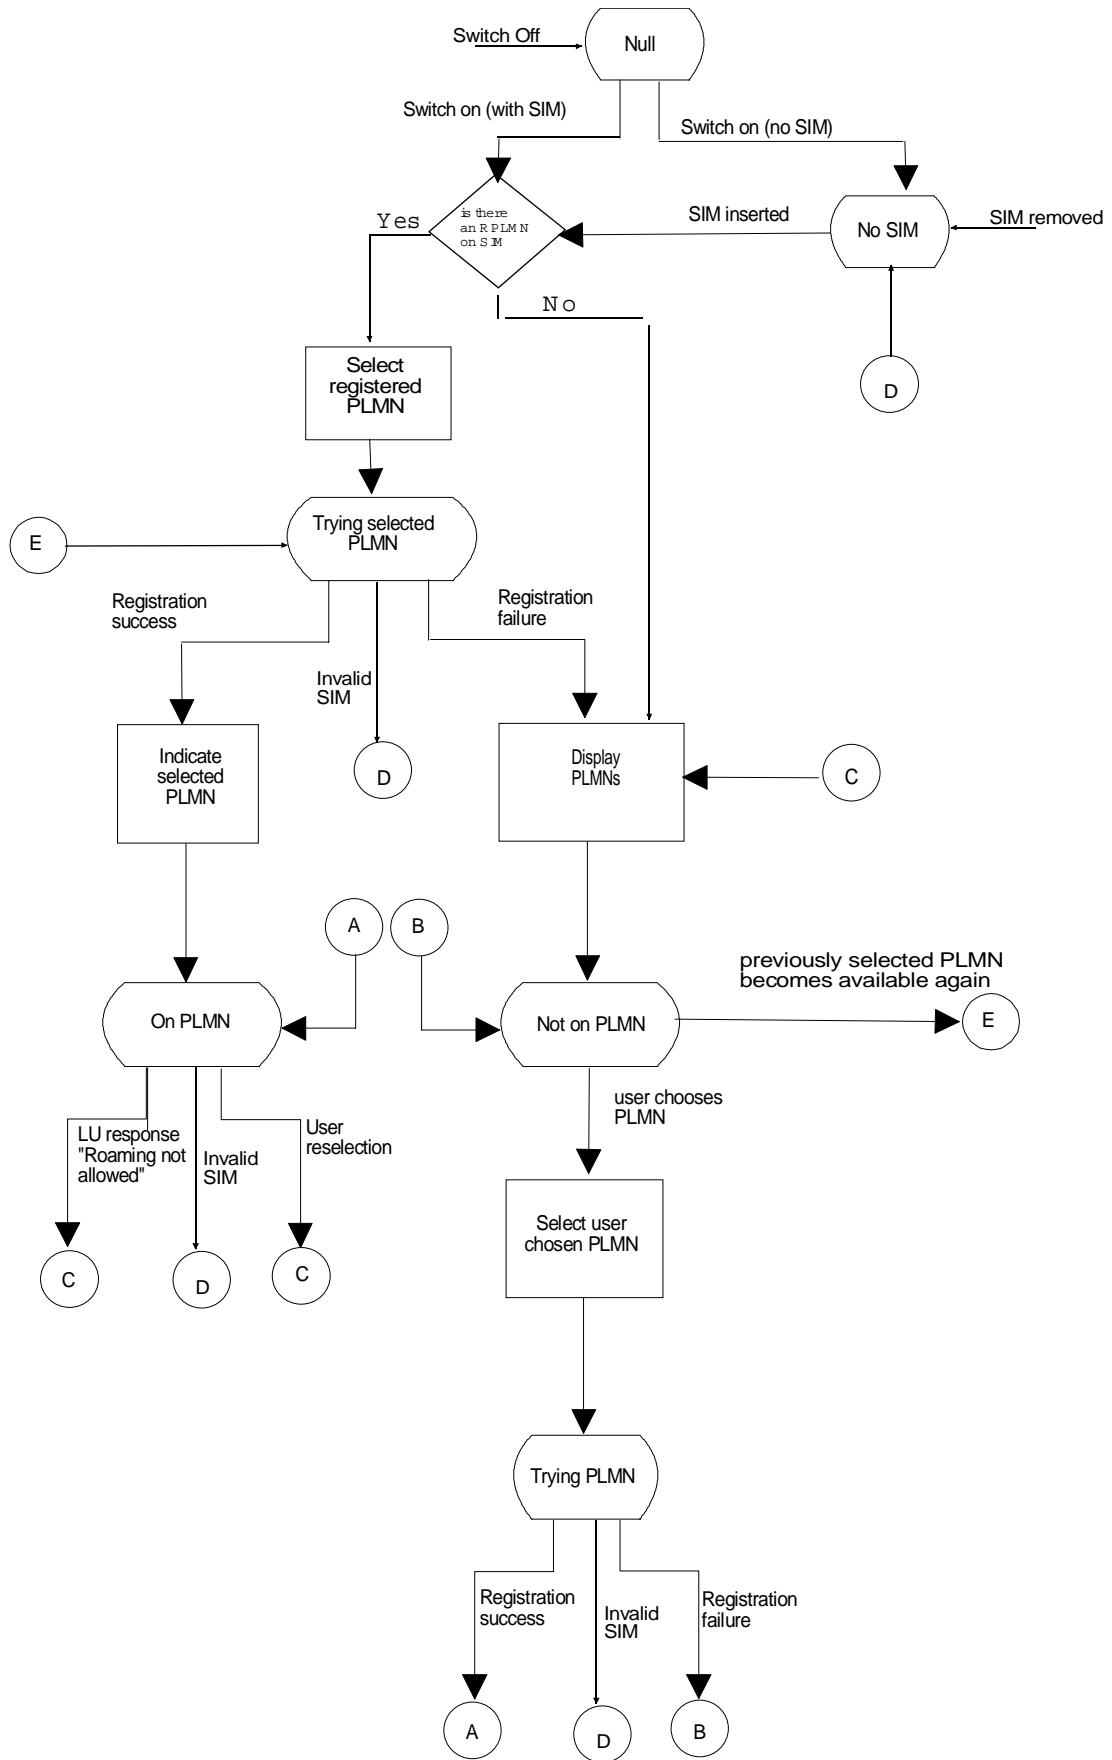 Switch Off
Null
Switch on (with SIM)
Switch on (no SIM)
Yes
is there
an RPLMN
on SIM
SIM inserted
No SIM
SIM removed
No
D
Select
registered
PLMN
E
Trying selected
PLMN
Registration
success
Invalid
SIM
Registration
failure
Indicate
selected
PLMN
D
Display
PLMNs
C
A
B
On PLMN
Not on PLMN
previously selected PLMN
becomes available again
E
user chooses
PLMN
LU response
"Roaming not
allowed"
Invalid
SIM
User
reselection
C
D
C
Select user
chosen PLMN
Trying PLMN
Registration
success
Invalid
SIM
Registration
failure
A
D
B